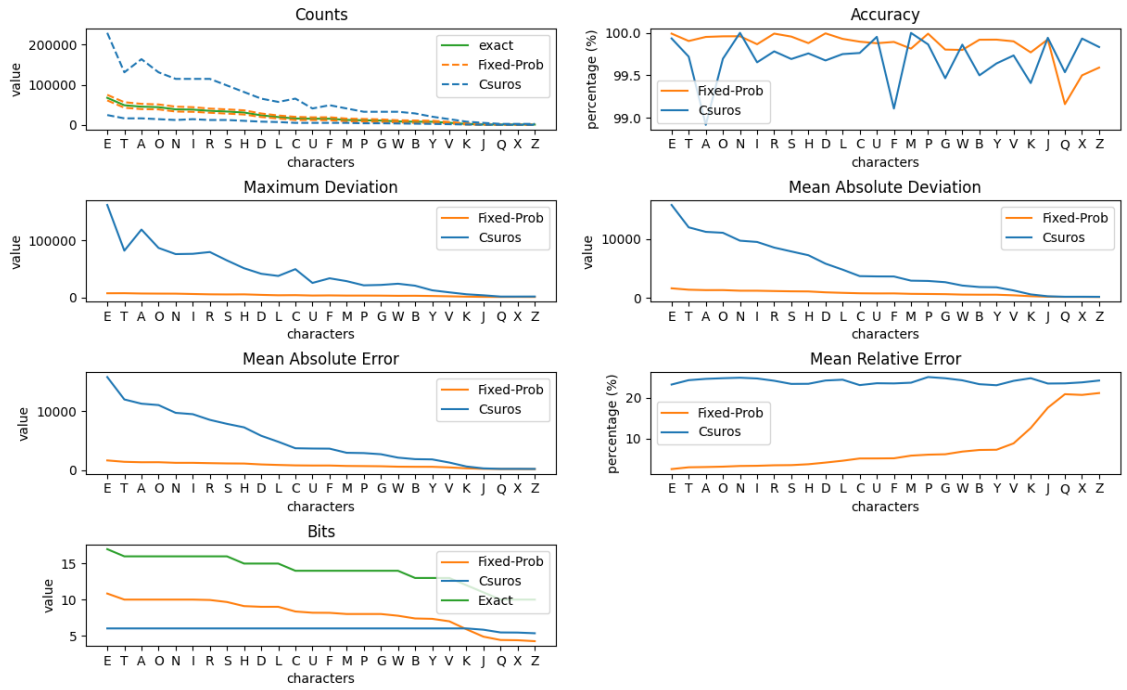 Counts
value
200000
100000
0
exact
Fixed-Prob
Csuros
E T A O N I R S H D L C U F M P G W B Y V K J Q X Z
characters
Accuracy
percentage (%)
100.0
99.5
99.0
Fixed-Prob
Csuros
E T A O N I R S H D L C U F M P G W B Y V K J Q X Z
characters
Maximum Deviation
value
100000
0
Fixed-Prob
Csuros
E T A O N I R S H D L C U F M P G W B Y V K J Q X Z
characters
Mean Absolute Deviation
value
10000
0
Fixed-Prob
Csuros
E T A O N I R S H D L C U F M P G W B Y V K J Q X Z
characters
Mean Absolute Error
value
10000
0
Fixed-Prob
Csuros
E T A O N I R S H D L C U F M P G W B Y V K J Q X Z
characters
Mean Relative Error
percentage (%)
20
10
Fixed-Prob
Csuros
E T A O N I R S H D L C U F M P G W B Y V K J Q X Z
characters
Bits
value
15
10
5
Fixed-Prob
Csuros
Exact
E T A O N I R S H D L C U F M P G W B Y V K J Q X Z
characters